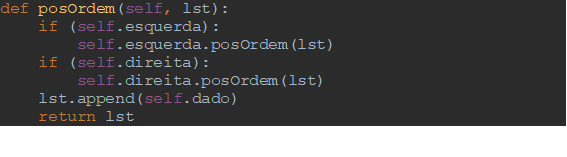 def posOrdem(self, lst):
    if (self.esquerda):
        self.esquerda.posOrdem(lst)
    if (self.direita):
        self.direita.posOrdem(lst)
    lst.append(self.dado)
    return lst